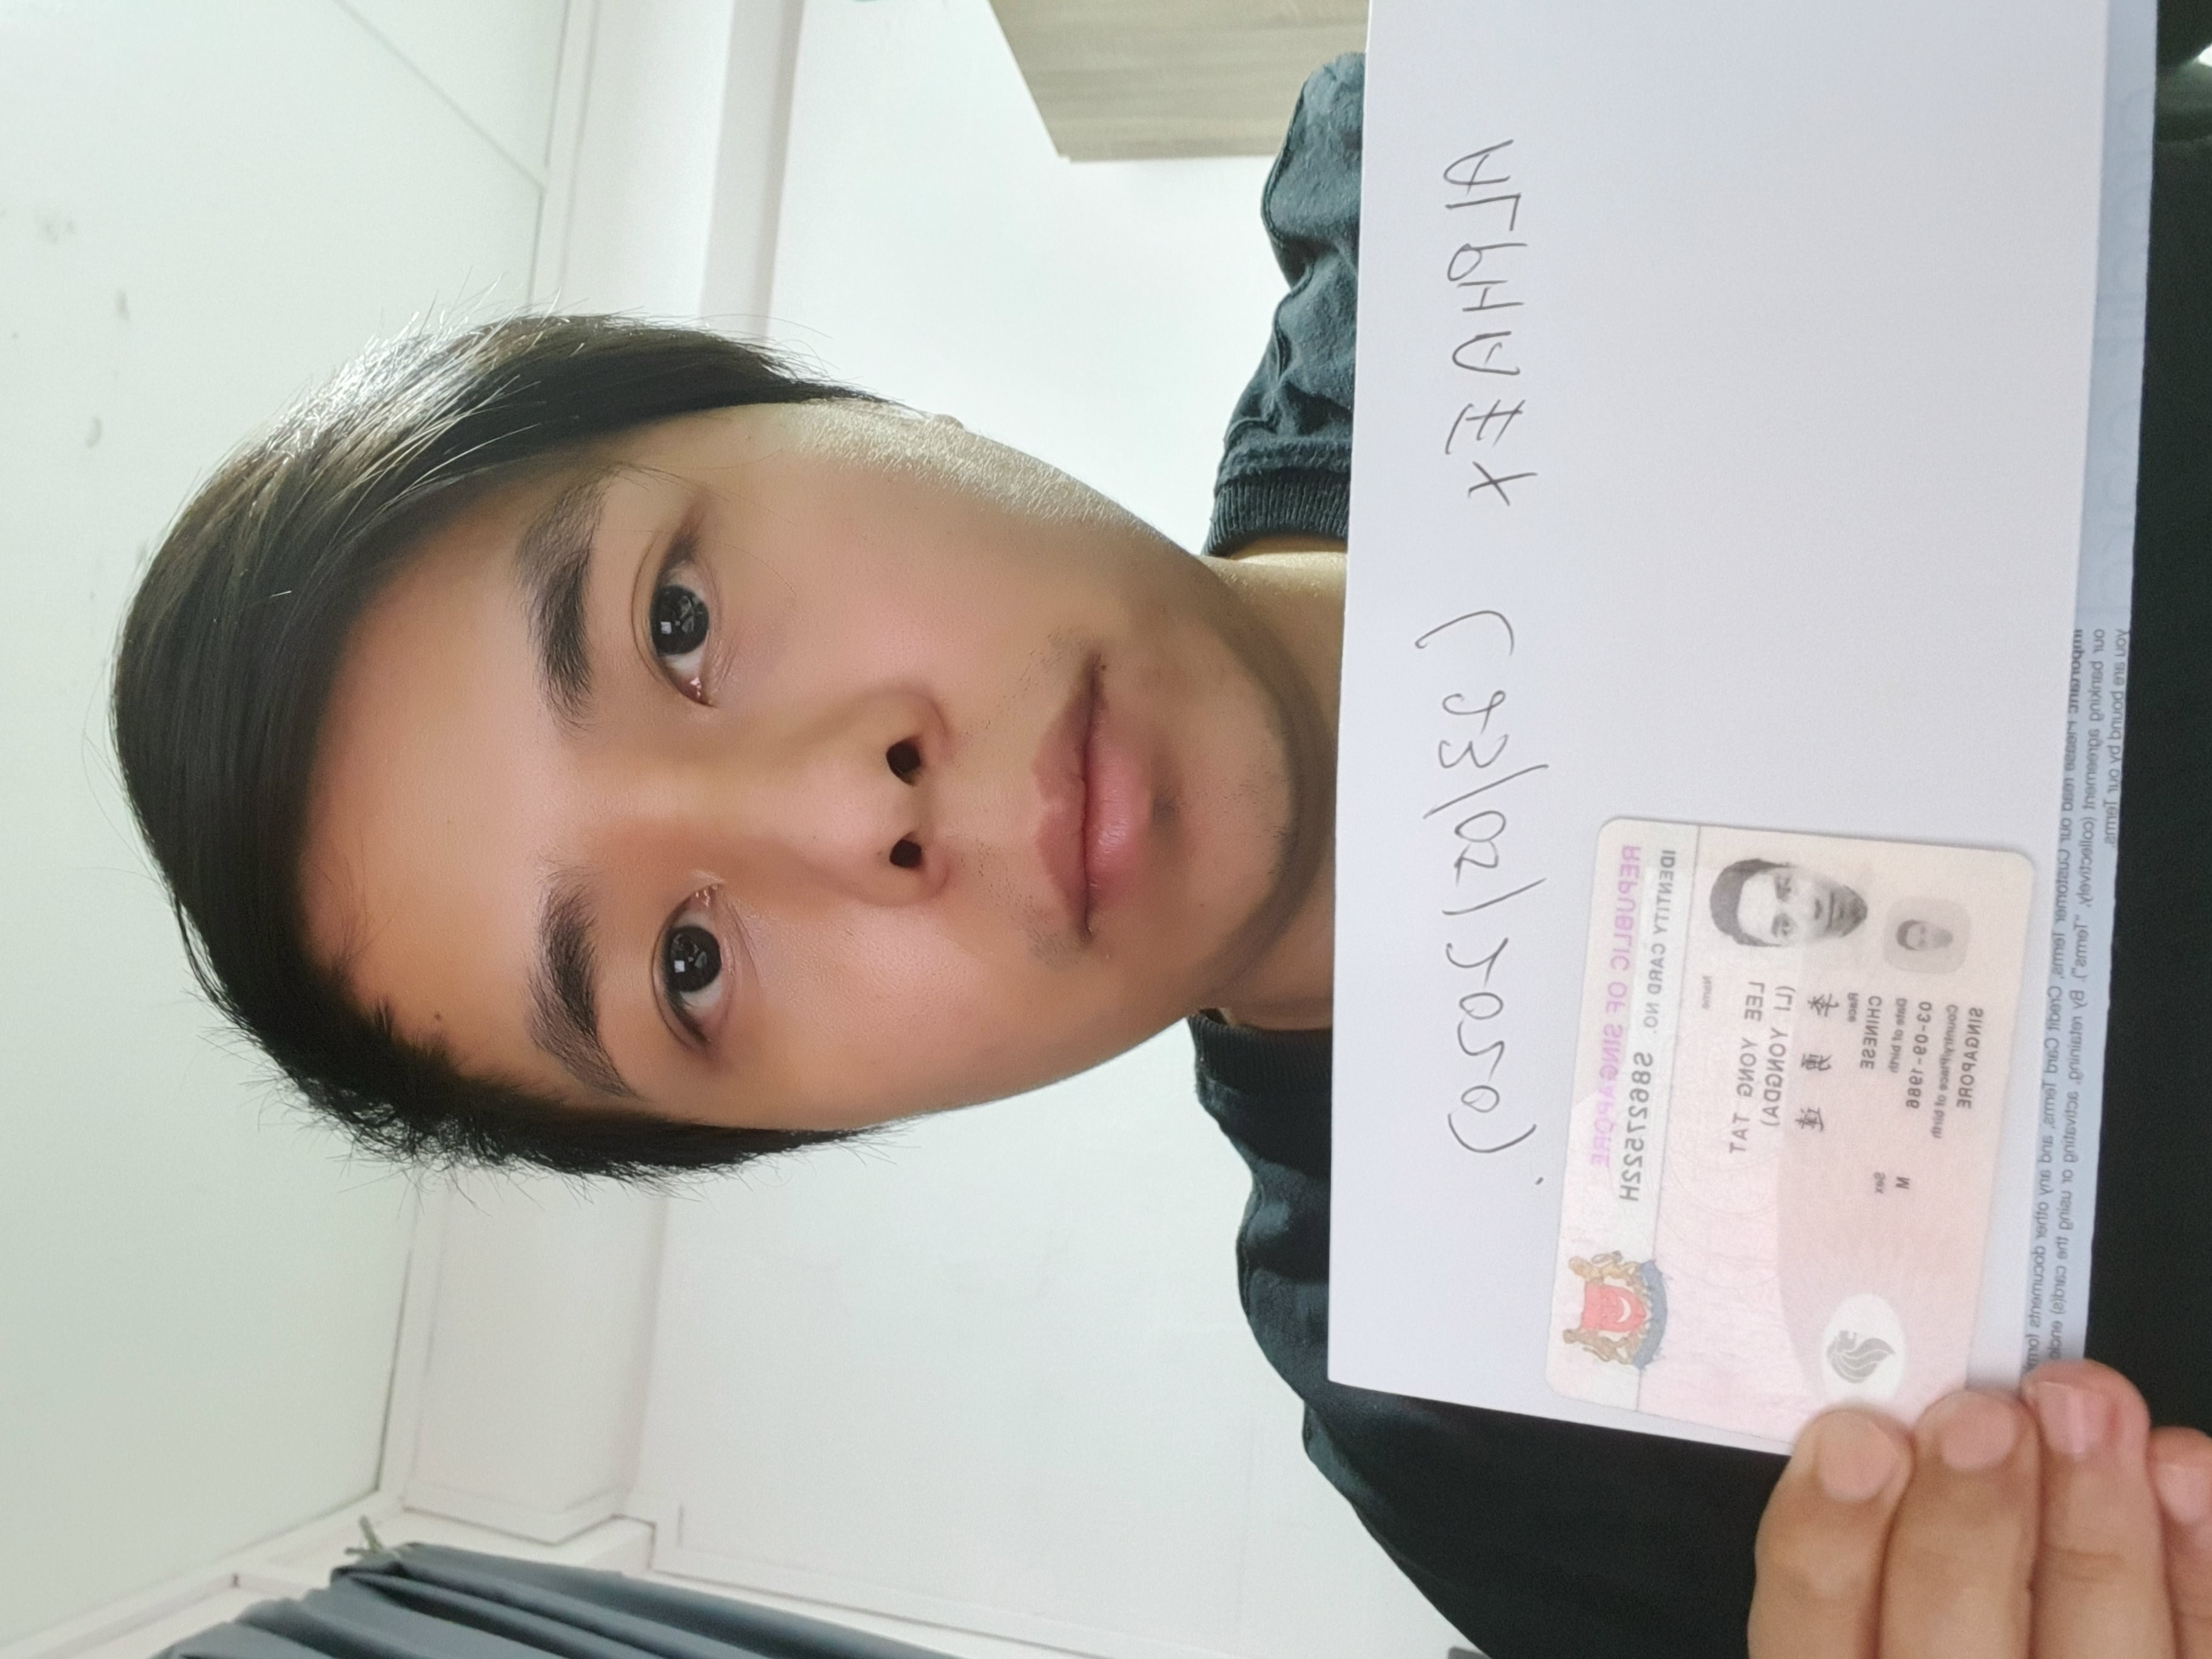 ALPHAEX (23/05/2020).
REPUBLIC OF SINGAPORE
IDENTITY CARD NO. S8627522H
Name
LEE YONG TAT
(LI YONGDA)
李 勇 達
Race
CHINESE
Date of birth Sex
03-09-1986 M
Country/Place of birth
SINGAPORE
Important: Please read our Customer Terms, Credit Card Terms, and any other documents form
our banking agreement (collectively, "Terms"). By retaining, activating or using the card(s) enclo
you are bound by our Terms.